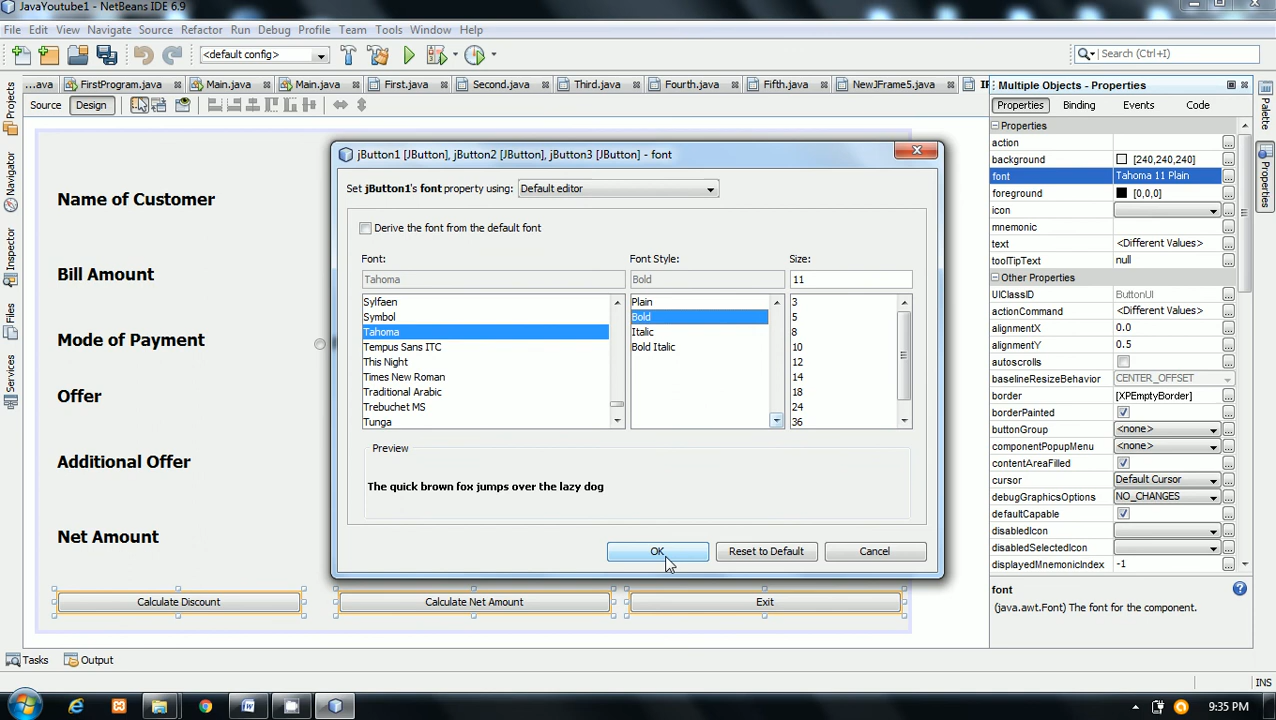 JavaYoutube1 - NetBeans IDE 6.9
File Edit View Navigate Source Refactor Run Debug Profile Team Tools Window Help
<default config>
Search (Ctrl+I)
...ava FirstProgram.java Main.java Main.java First.java Second.java Third.java Fourth.java Fifth.java NewJFrame5.java
Source Design
Projects
Navigator
Inspector
Files
Services
Name of Customer
Bill Amount
Mode of Payment
Offer
Additional Offer
Net Amount
Calculate Discount Calculate Net Amount Exit
jButton1 [JButton], jButton2 [JButton], jButton3 [JButton] - font
Set jButton1's font property using: Default editor
Derive the font from the default font
Font: Font Style: Size:
Tahoma Bold 11
Sylfaen Plain 3
Symbol Bold 5
Tahoma Italic 8
Tempus Sans ITC Bold Italic 10
This Night 12
Times New Roman 14
Traditional Arabic 18
Trebuchet MS 24
Tunga 36
Preview
The quick brown fox jumps over the lazy dog
OK Reset to Default Cancel
Multiple Objects - Properties
Properties Binding Events Code
Properties
action
background [240,240,240]
font Tahoma 11 Plain
foreground [0,0,0]
icon
mnemonic
text <Different Values>
toolTipText null
Other Properties
UIClassID ButtonUI
actionCommand <Different Values>
alignmentX 0.0
alignmentY 0.5
autoscrolls
baselineResizeBehavior CENTER_OFFSET
border [XPEmptyBorder]
borderPainted
buttonGroup <none>
componentPopupMenu <none>
contentAreaFilled
cursor Default Cursor
debugGraphicsOptions NO_CHANGES
defaultCapable
disabledIcon
disabledSelectedIcon
displayedMnemonicIndex -1
font
(java.awt.Font) The font for the component.
Palette
Properties
Tasks Output
INS
9:35 PM